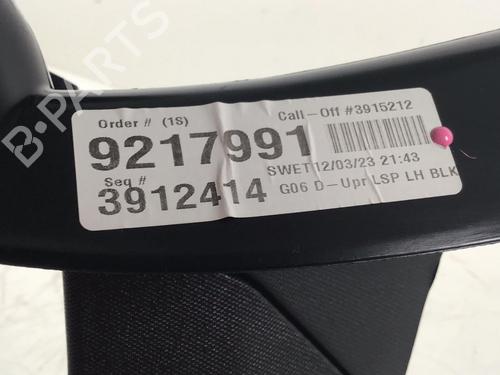 B-PARTS
Order # (1S)
Call-Off #3915212
9217991
SWET12/03/23 21:43
Seq #
3912414
G06 D-Upr LSP LH BLK